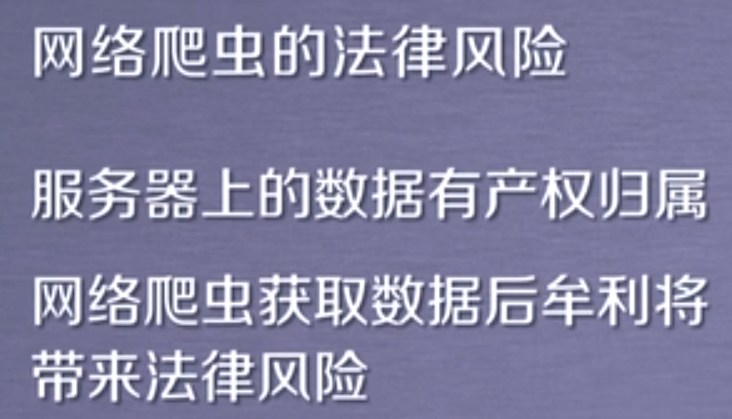 网络爬虫的法律风险
服务器上的数据有产权归属
网络爬虫获取数据后牟利将
带来法律风险